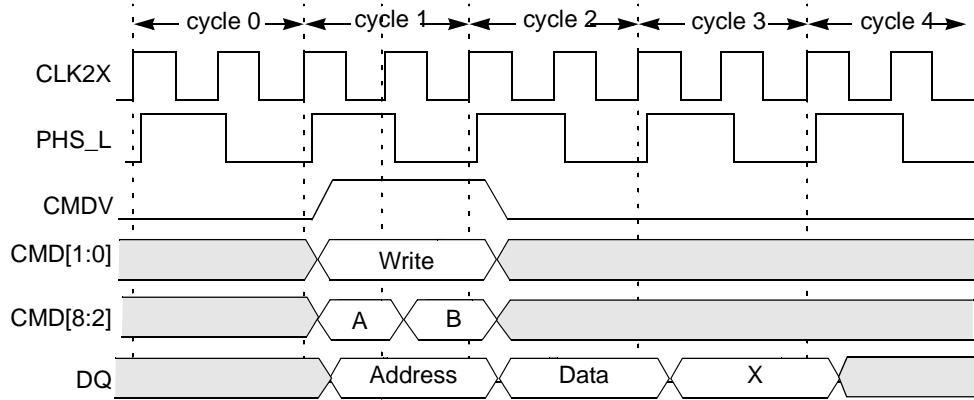 cycle 0 cycle 1 cycle 2 cycle 3 cycle 4
CLK2X
PHS_L
CMDV
CMD[1:0] Write
CMD[8:2] A B
DQ Address Data X